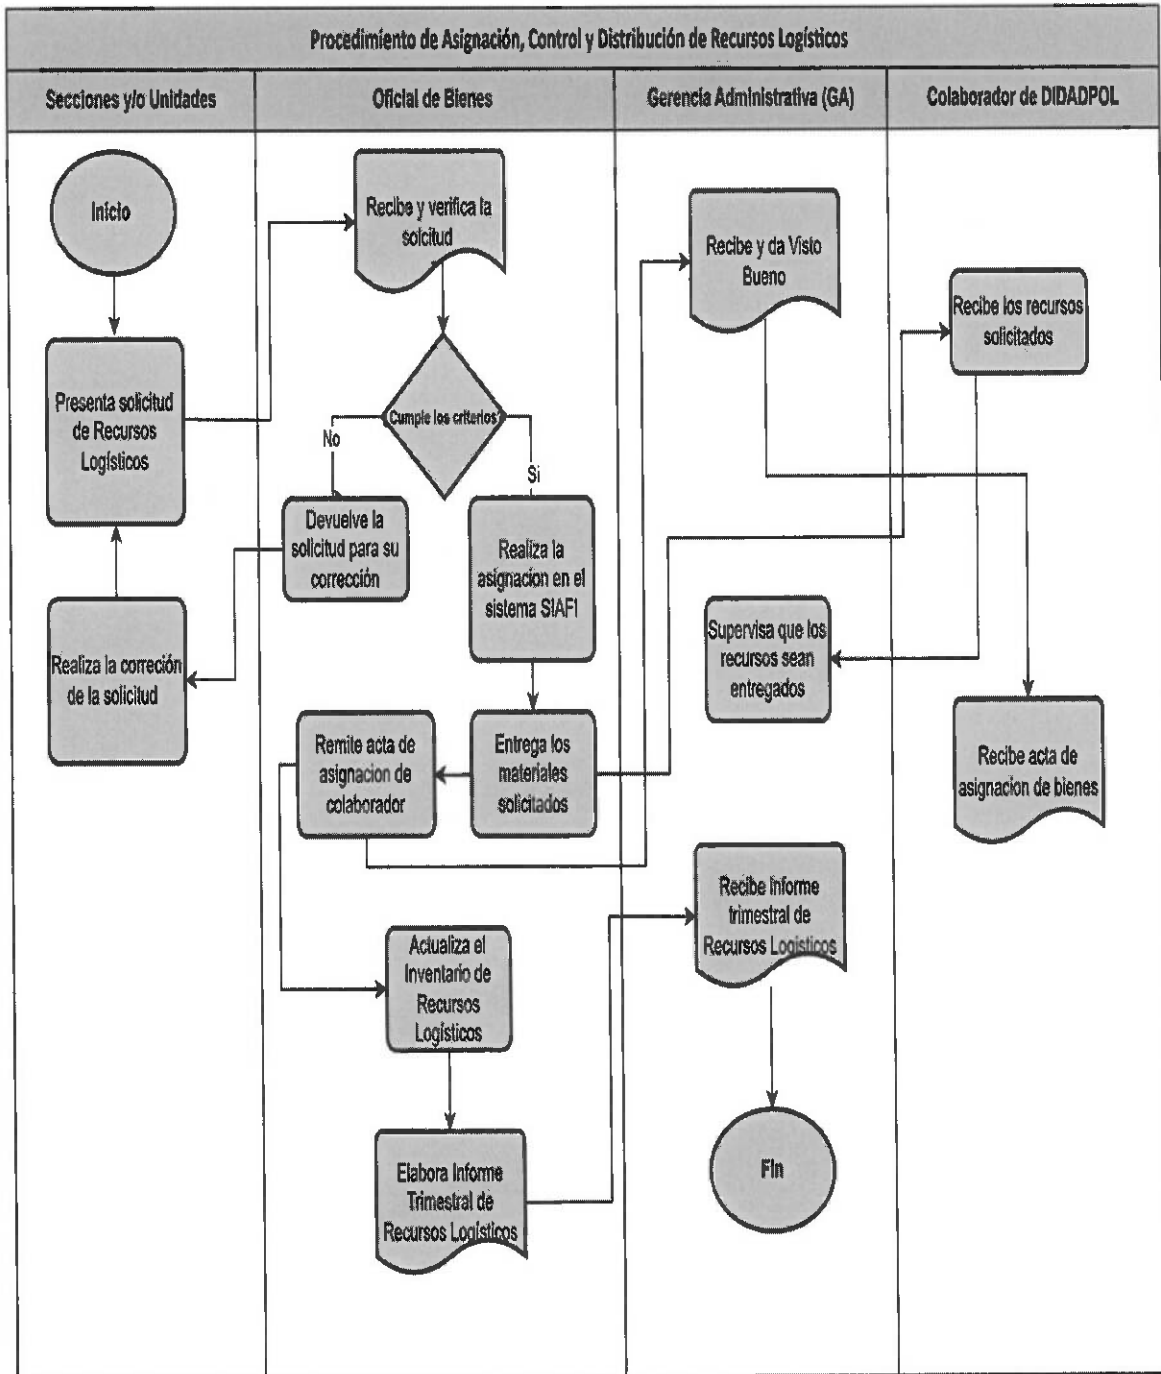 Procedimiento de Asignación, Control y Distribución de Recursos Logísticos
Secciones y/o Unidades
Oficial de Bienes
Gerencia Administrativa (GA)
Colaborador de DIDADPOL
Inicio
Presenta solicitud
de Recursos
Logísticos
Realiza la correción
de la solicitud
Recibe y verifica la
solcitud
Cumple los criterios?
No
Si
Devuelve la
solicitud para su
corrección
Realiza la
asignacion en el
sistema SIAFI
Remite acta de
asignacion de
colaborador
Entrega los
materiales
solicitados
Actualiza el
Inventario de
Recursos
Logísticos
Elabora Informe
Trimestral de
Recursos Logísticos
Recibe y da Visto
Bueno
Supervisa que los
recursos sean
entregados
Recibe Informe
trimestral de
Recursos Logisticos
Fin
Recibe los recursos
solicitados
Recibe acta de
asignacion de bienes